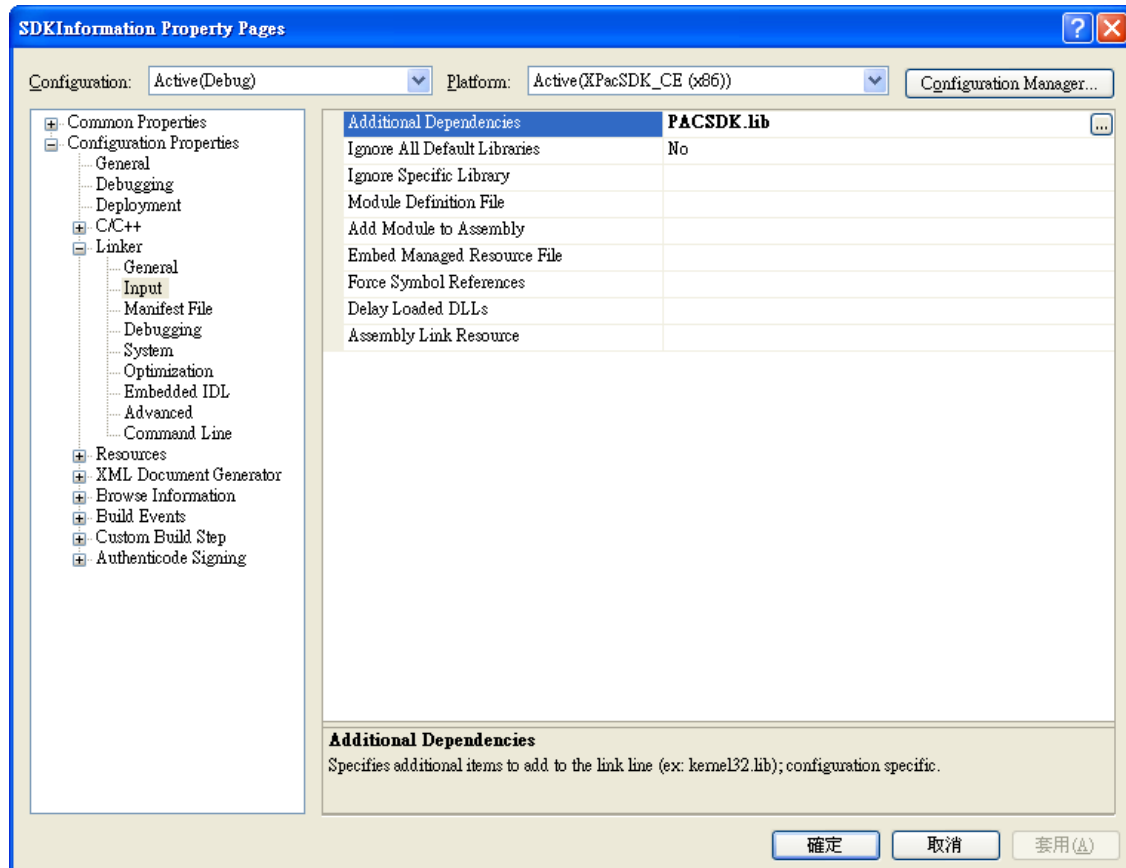 SDKInformation Property Pages
Configuration: Active(Debug) Platform: Active(XPacSDK_CE (x86)) Configuration Manager...
Common Properties
Configuration Properties
General
Debugging
Deployment
C/C++
Linker
General
Input
Manifest File
Debugging
System
Optimization
Embedded IDL
Advanced
Command Line
Resources
XML Document Generator
Browse Information
Build Events
Custom Build Step
Authenticode Signing
Additional Dependencies PACSDK.lib ...
Ignore All Default Libraries No
Ignore Specific Library
Module Definition File
Add Module to Assembly
Embed Managed Resource File
Force Symbol References
Delay Loaded DLLs
Assembly Link Resource
Additional Dependencies
Specifies additional items to add to the link line (ex: kernel32.lib); configuration specific.
確定 取消 套用(A)